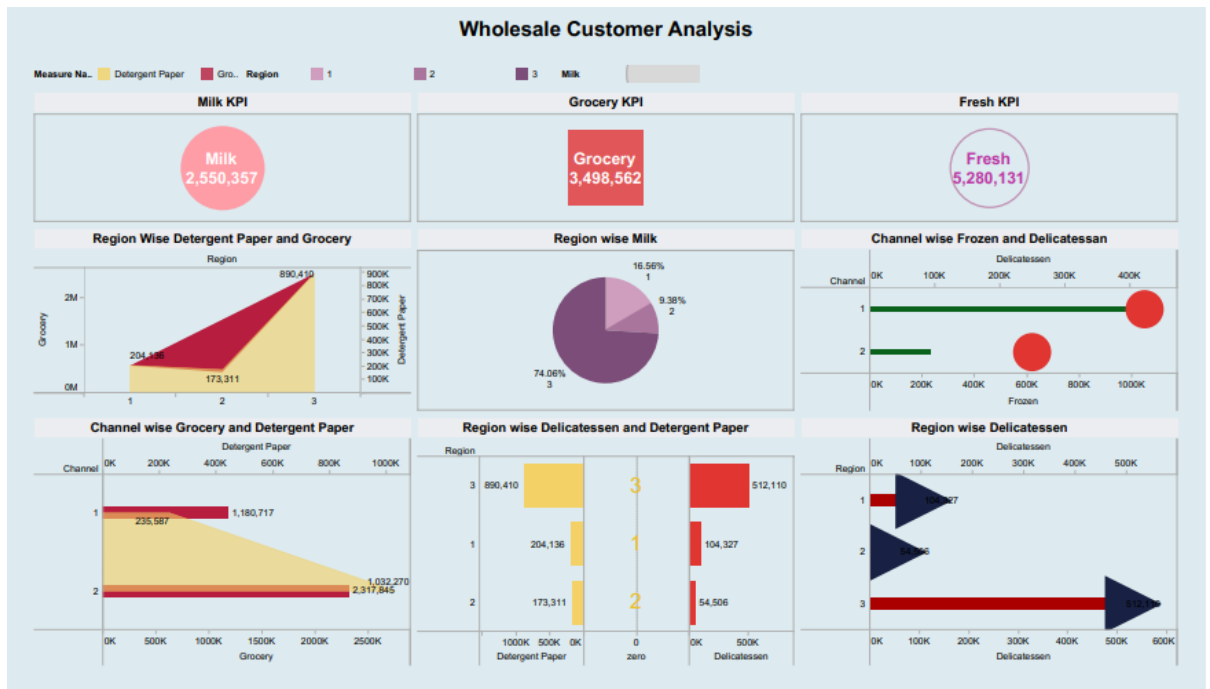 Wholesale Customer Analysis
Measure Na.. Detergent Paper Gro.. Region 1 2 3 Milk
Milk KPI
Milk
2,550,357
Grocery KPI
Grocery
3,498,562
Fresh KPI
Fresh
5,280,131
Region Wise Detergent Paper and Grocery
Region
890,410
204,136
173,311
2M
1M
0M
Grocery
900K
800K
700K
600K
500K
400K
300K
200K
100K
Detergent Paper
1 2 3
Region wise Milk
16.56%
1
9.38%
2
74.06%
3
Channel wise Frozen and Delicatessan
Delicatessen
Channel 0K 100K 200K 300K 400K
1
2
0K 200K 400K 600K 800K 1000K
Frozen
Channel wise Grocery and Detergent Paper
Detergent Paper
Channel 0K 200K 400K 600K 800K 1000K
1 1,180,717
235,587
1,032,270
2 2,317,845
0K 500K 1000K 1500K 2000K 2500K
Grocery
Region wise Delicatessen and Detergent Paper
Region
3 890,410 3 512,110
1 204,136 1 104,327
2 173,311 2 54,506
1000K 500K 0K 0 0K 500K
Detergent Paper zero Delicatessen
Region wise Delicatessen
Delicatessen
Region 0K 100K 200K 300K 400K 500K
1 104,327
2 54,506
3 512,110
0K 100K 200K 300K 400K 500K 600K
Delicatessen